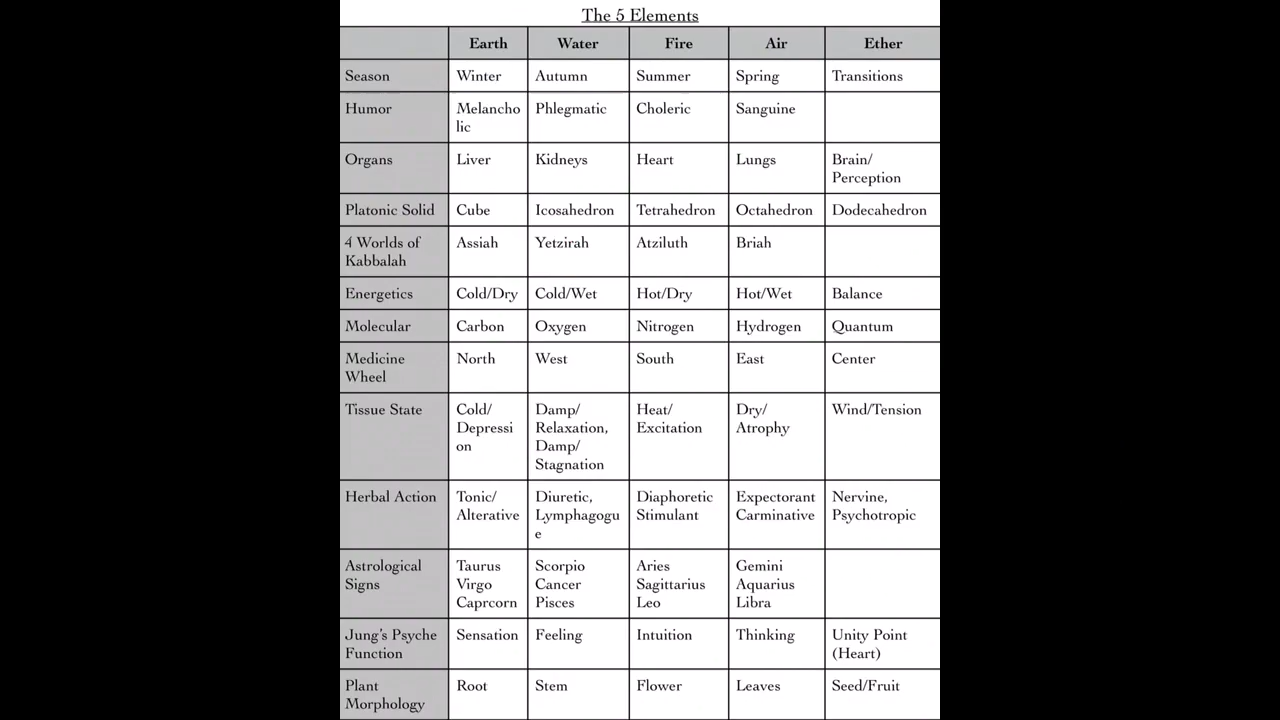 The 5 Elements
Earth Water Fire Air Ether
Season Winter Autumn Summer Spring Transitions
Humor Melancho Phlegmatic Choleric Sanguine
lic
Organs Liver Kidneys Heart Lungs Brain/
Perception
Platonic Solid Cube Icosahedron Tetrahedron Octahedron Dodecahedron
4 Worlds of Assiah Yetzirah Atziluth Briah
Kabbalah
Energetics Cold/Dry Cold/Wet Hot/Dry Hot/Wet Balance
Molecular Carbon Oxygen Nitrogen Hydrogen Quantum
Medicine North West South East Center
Wheel
Tissue State Cold/ Damp/ Heat/ Dry/ Wind/Tension
Depressi Relaxation, Excitation Atrophy
on Damp/
Stagnation
Herbal Action Tonic/ Diuretic, Diaphoretic Expectorant Nervine,
Alterative Lymphagogu Stimulant Carminative Psychotropic
e
Astrological Taurus Scorpio Aries Gemini
Signs Virgo Cancer Sagittarius Aquarius
Caprcorn Pisces Leo Libra
Jung's Psyche Sensation Feeling Intuition Thinking Unity Point
Function (Heart)
Plant Root Stem Flower Leaves Seed/Fruit
Morphology